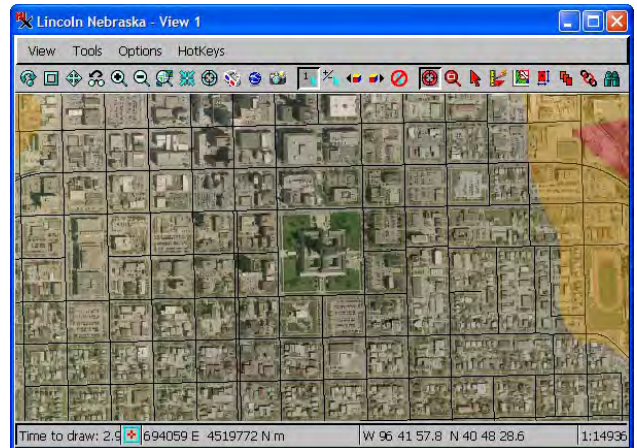 Lincoln Nebraska - View 1
View Tools Options HotKeys
Time to draw: 2.9 694059 E 4519772 N m W 96 41 57.8 N 40 48 28.6 1:14936